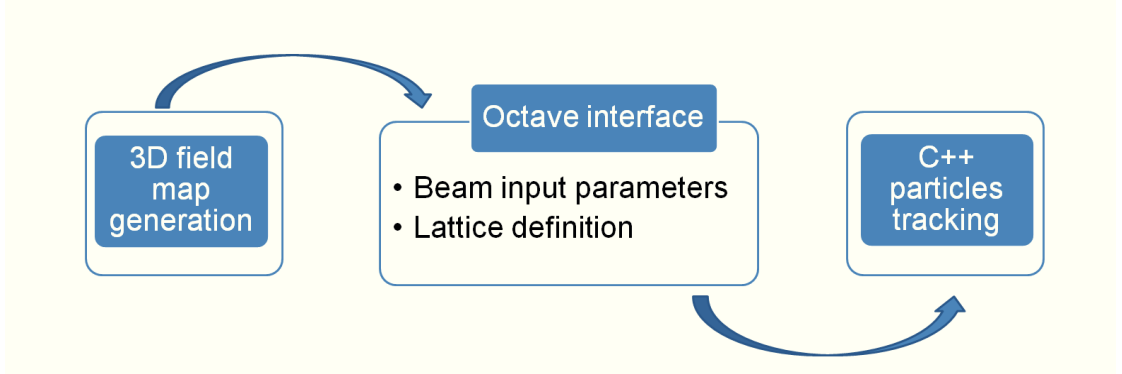 3D field
map
generation
Octave interface
• Beam input parameters
• Lattice definition
C++
particles
tracking